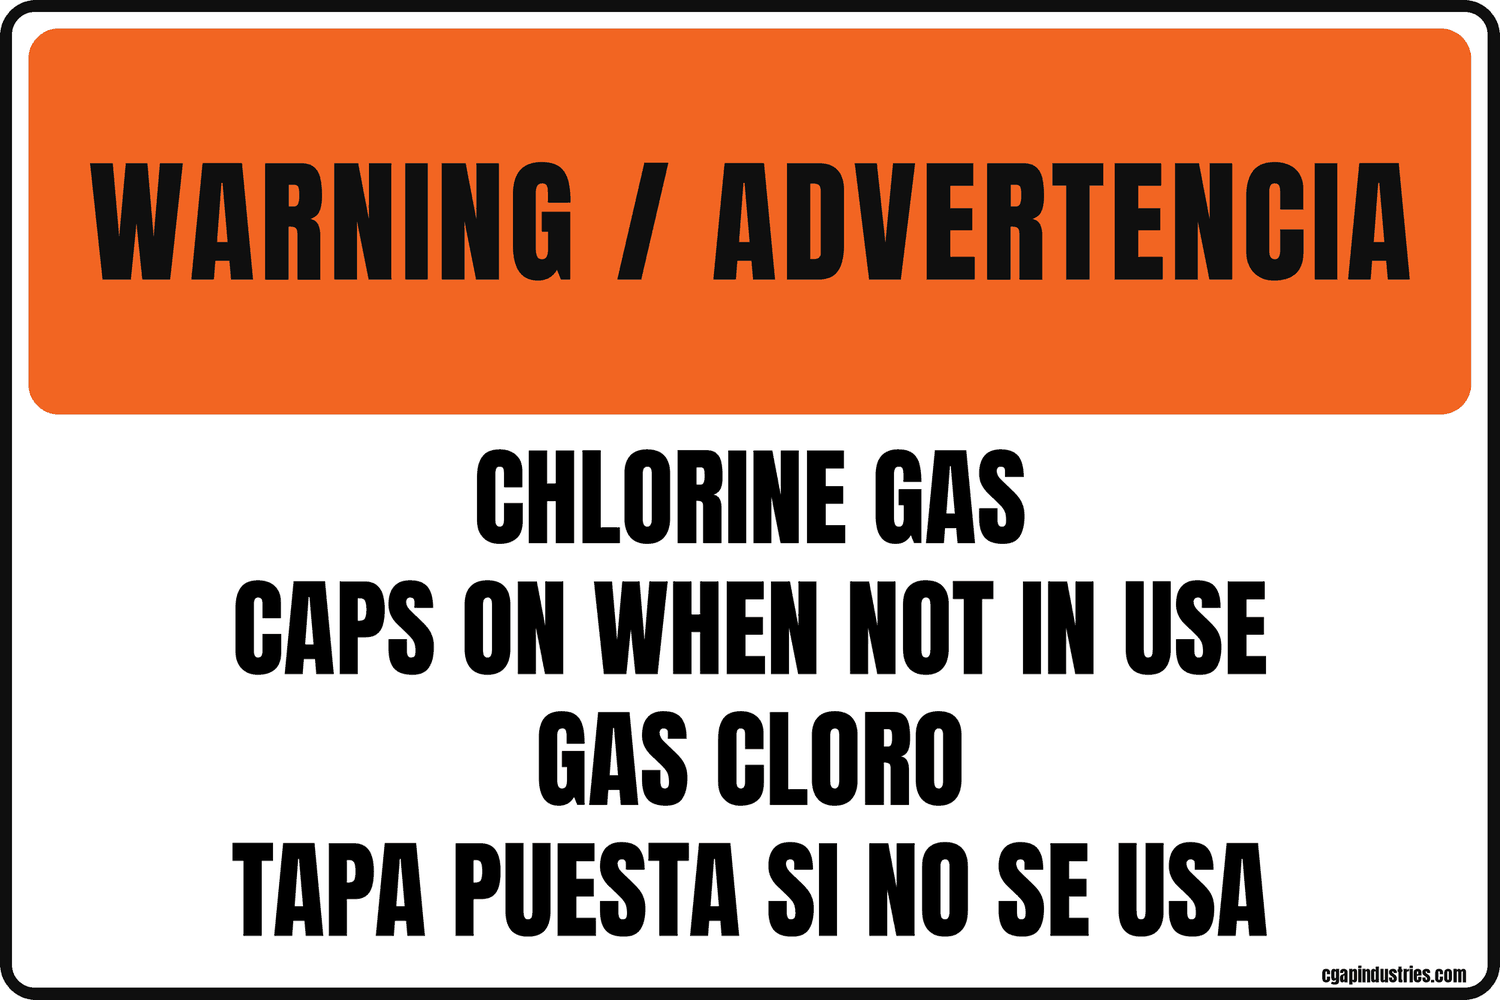 WARNING / ADVERTENCIA
CHLORINE GAS
CAPS ON WHEN NOT IN USE
GAS CLORO
TAPA PUESTA SI NO SE USA
cgapindustries.com